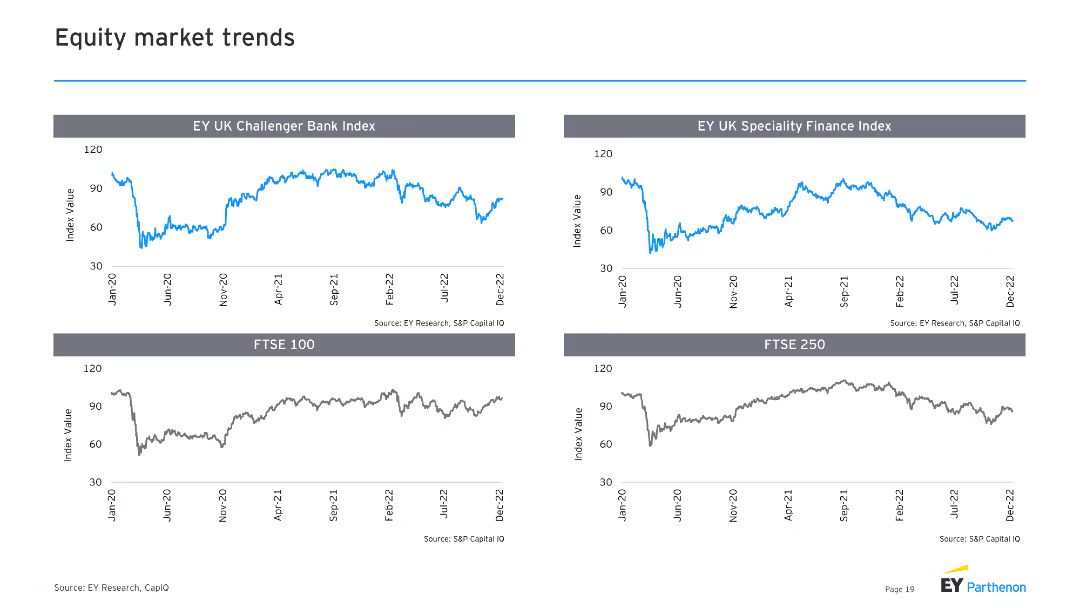 Equity market trends
EY UK Challenger Bank Index
120
90
60
30
Index Value
Jan-20
Jun-20
Nov-20
Apr-21
Sep-21
Feb-22
Jul-22
Dec-22
Source: EY Research, S&P Capital IQ
EY UK Speciality Finance Index
120
90
60
30
Index Value
Jan-20
Jun-20
Nov-20
Apr-21
Sep-21
Feb-22
Jul-22
Dec-22
Source: EY Research, S&P Capital IQ
FTSE 100
120
90
60
30
Index Value
Jan-20
Jun-20
Nov-20
Apr-21
Sep-21
Feb-22
Jul-22
Dec-22
Source: S&P Capital IQ
FTSE 250
120
90
60
30
Index Value
Jan-20
Jun-20
Nov-20
Apr-21
Sep-21
Feb-22
Jul-22
Dec-22
Source: S&P Capital IQ
Source: EY Research, CapIQ
Page 19
EY Parthenon